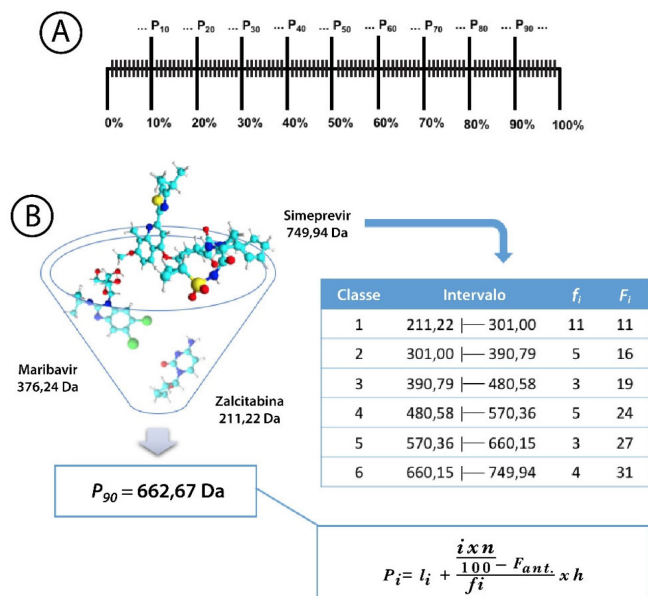 A
... P10 ... P20 ... P30 ... P40 ... P50 ... P60 ... P70 ... P80 ... P90 ...
0% 10% 20% 30% 40% 50% 60% 70% 80% 90% 100%
B
Simeprevir
749,94 Da
Maribavir
376,24 Da
Zalcitabina
211,22 Da
Classe Intervalo fi Fi
1 211,22 |— 301,00 11 11
2 301,00 |— 390,79 5 16
3 390,79 |— 480,58 3 19
4 480,58 |— 570,36 5 24
5 570,36 |— 660,15 3 27
6 660,15 |— 749,94 4 31
P90 = 662,67 Da
i x n
Pi= li + 100 – Fant. x h
fi